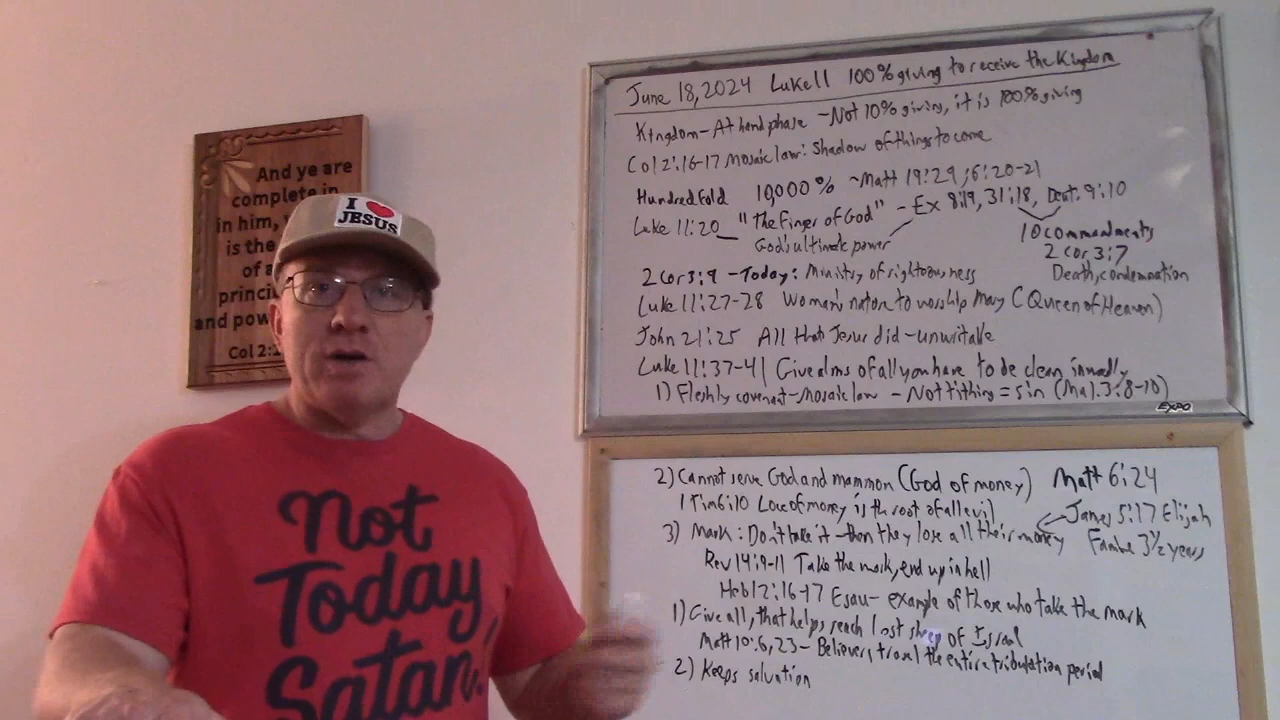 And ye are
complete in
in him,
is the
of a
princi
and pow
Col 2:1
I ❤ JESUS
Not
Today
Satan.
June 18, 2024 Luke 11 100% giving to receive the Kingdom
Kingdom - At hand phase - Not 10% giving, it is 100% giving
Col 2:16-17 Mosaic law: Shadow of things to come
Hundredfold 10,000% ~ Matt 19:29; 6:20-21
Luke 11:20 "The Finger of God" - Ex 8:19, 31:18, Deut. 9:10
God's ultimate power
10 commandments
2 Cor 3:7
Death, condemnation
2 Cor 3:9 - Today: Ministry of righteousness
Luke 11:27-28 Woman's nature to worship Mary (Queen of Heaven)
John 21:25 All that Jesus did - unwritable
Luke 11:37-41 Give alms of all you have to be clean inwardly
1) Fleshly covenant - Mosaic law - Not tithing = sin (Mal. 3:8-10)
EXPO
2) Cannot serve God and mammon (God of money) Matt 6:24
1 Tim 6:10 Love of money is the root of all evil
James 5:17 Elijah
Famine 3 ½ years
3) Mark: Don't take it - then they lose all their money
Rev 14:9-11 Take the mark, end up in hell
Heb 12:16-17 Esau - example of those who take the mark
1) Give all, that helps reach lost sheep of Israel
Matt 10:6, 23 - Believers travel the entire tribulation period
2) Keeps salvation